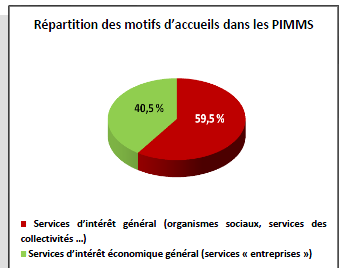 Répartition des motifs d'accueils dans les PIMMS
40,5 %
59,5 %
Services d'intérêt général (organismes sociaux, services des
collectivités …)
Services d'intérêt économique général (services « entreprises »)